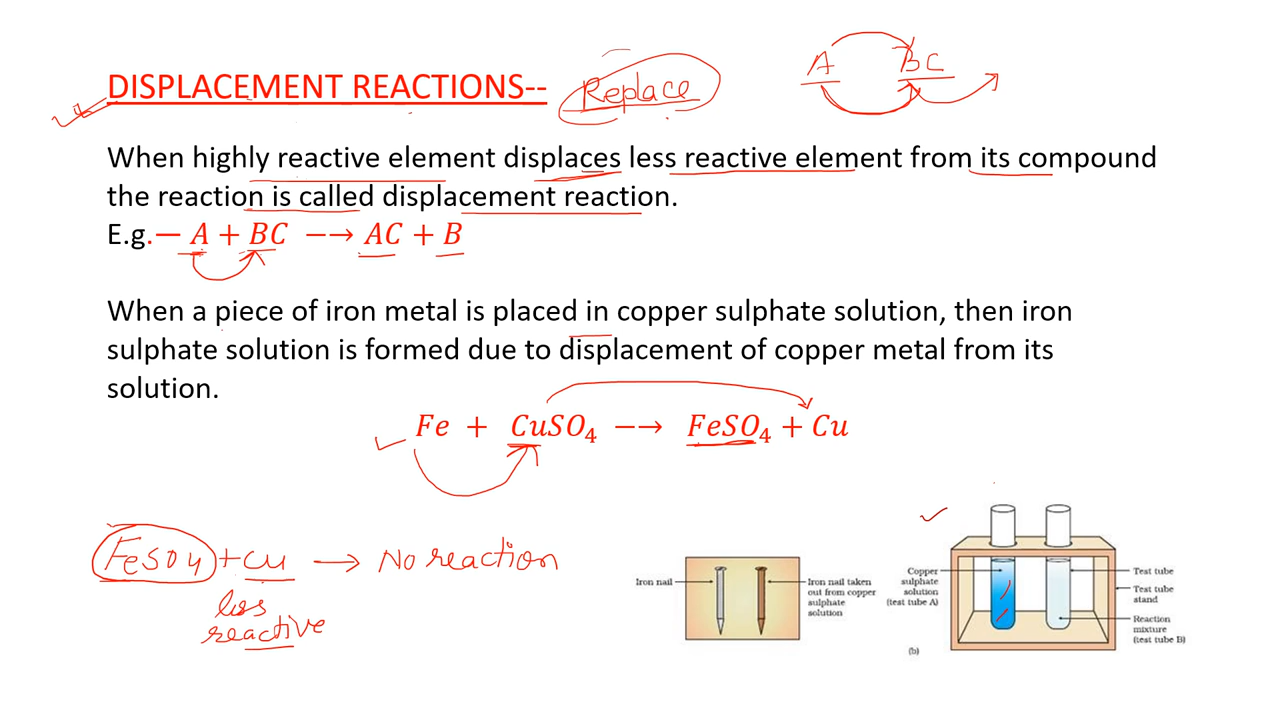 DISPLACEMENT REACTIONS--
Replace
A BC
When highly reactive element displaces less reactive element from its compound
the reaction is called displacement reaction.
E.g.− A + BC −→ AC + B
When a piece of iron metal is placed in copper sulphate solution, then iron
sulphate solution is formed due to displacement of copper metal from its
solution.
Fe + CuSO₄ −→ FeSO₄ + Cu
FeSO4 + Cu → No reaction
less
reactive
Iron nail
Iron nail taken
out from copper
sulphate
solution
Copper
sulphate
solution
(test tube A)
Test tube
Test tube
stand
Reaction
mixture
(test tube B)
(b)